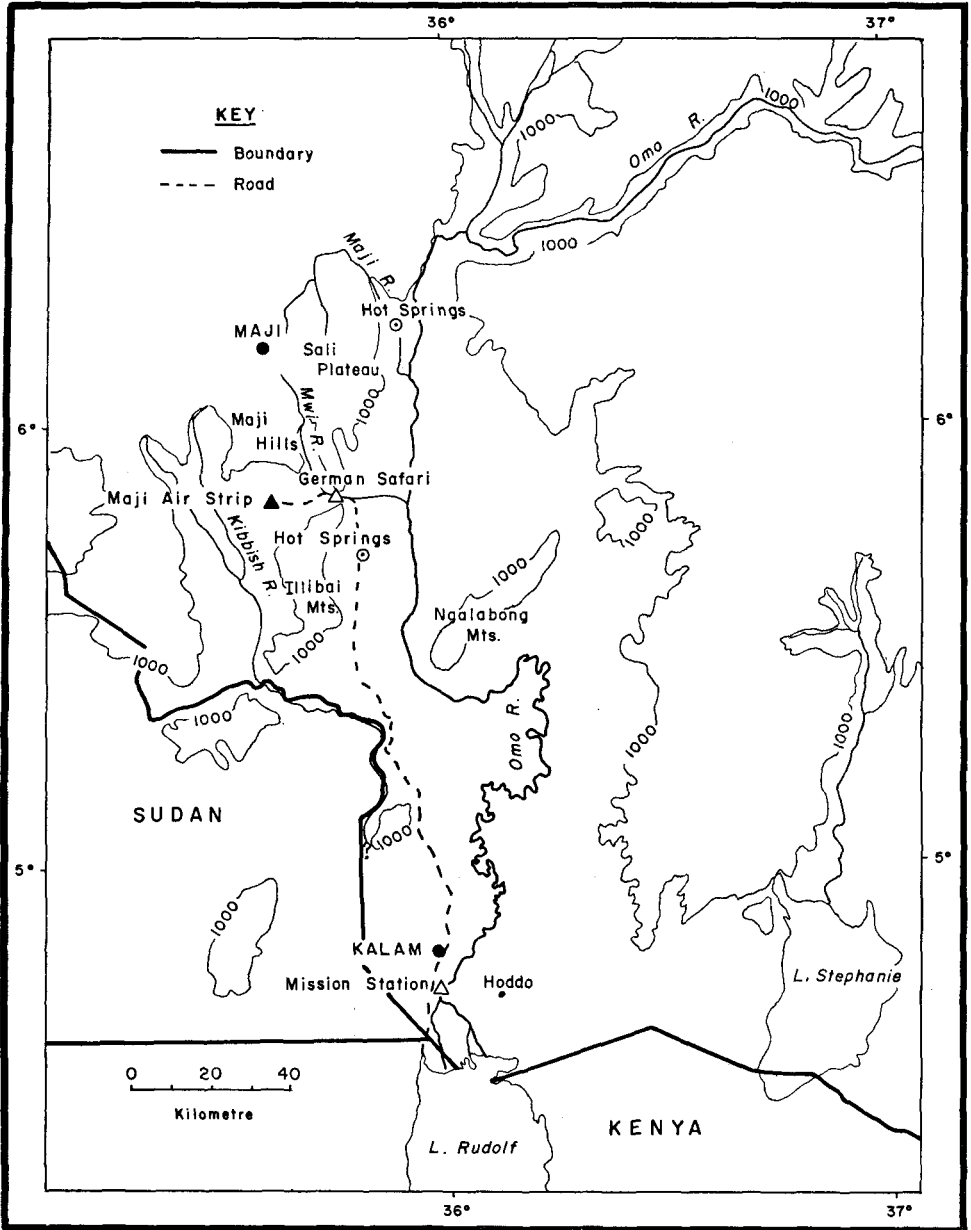 36°
37°
KEY
Boundary
Road
1000
1000
Omo R.
1000
Maji R.
Hot Springs
MAJI
Sali
Plateau
1000
Mwi R.
6°
6°
Maji
Hills
German Safari
Maji Air Strip
1000
Kibbish R.
Hot Springs
1000
Illibai
Mts.
Ngalabong
Mts.
1000
1000
1000
Omo R.
1000
1000
SUDAN
1000
5°
5°
1000
KALAM
Mission Station
Hoddo
L. Stephanie
0 20 40
Kilometre
L. Rudolf
KENYA
36°
37°